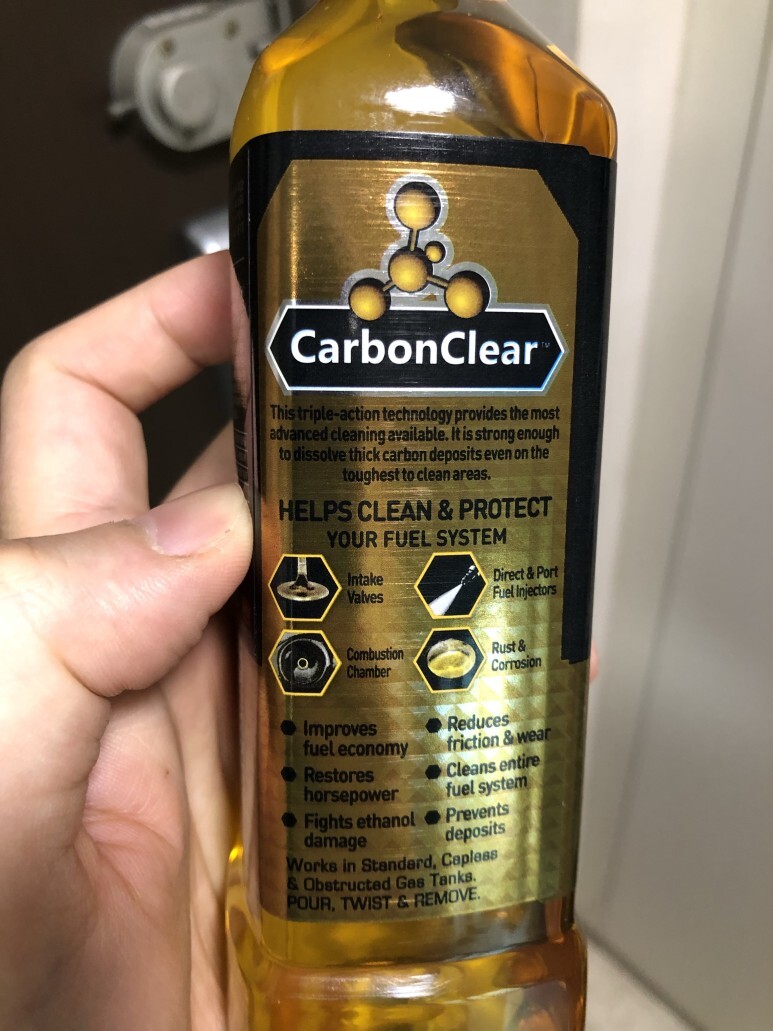 CarbonClear™
This triple-action technology provides the most
advanced cleaning available. It is strong enough
to dissolve thick carbon deposits even on the
toughest to clean areas.
HELPS CLEAN & PROTECT
YOUR FUEL SYSTEM
Intake
Valves
Direct & Port
Fuel Injectors
Combustion
Chamber
Rust &
Corrosion
Improves
fuel economy
Restores
horsepower
Fights ethanol
damage
Reduces
friction & wear
Cleans entire
fuel system
Prevents
deposits
Works in Standard, Capless
& Obstructed Gas Tanks.
POUR, TWIST & REMOVE.